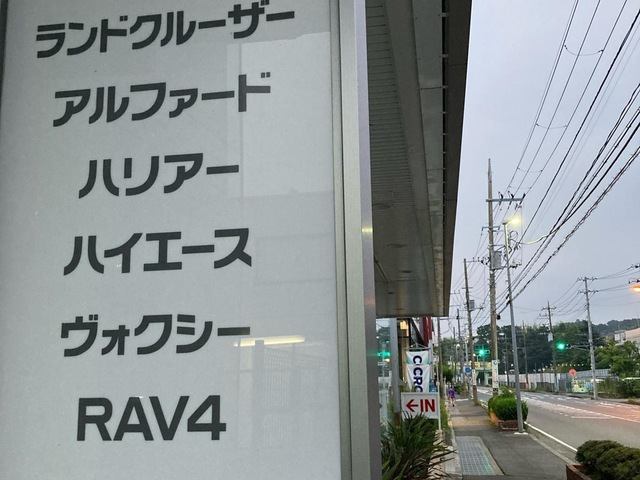 ランドクルーザー
アルファード
ハリアー
ハイエース
ヴォクシー
RAV4
←IN